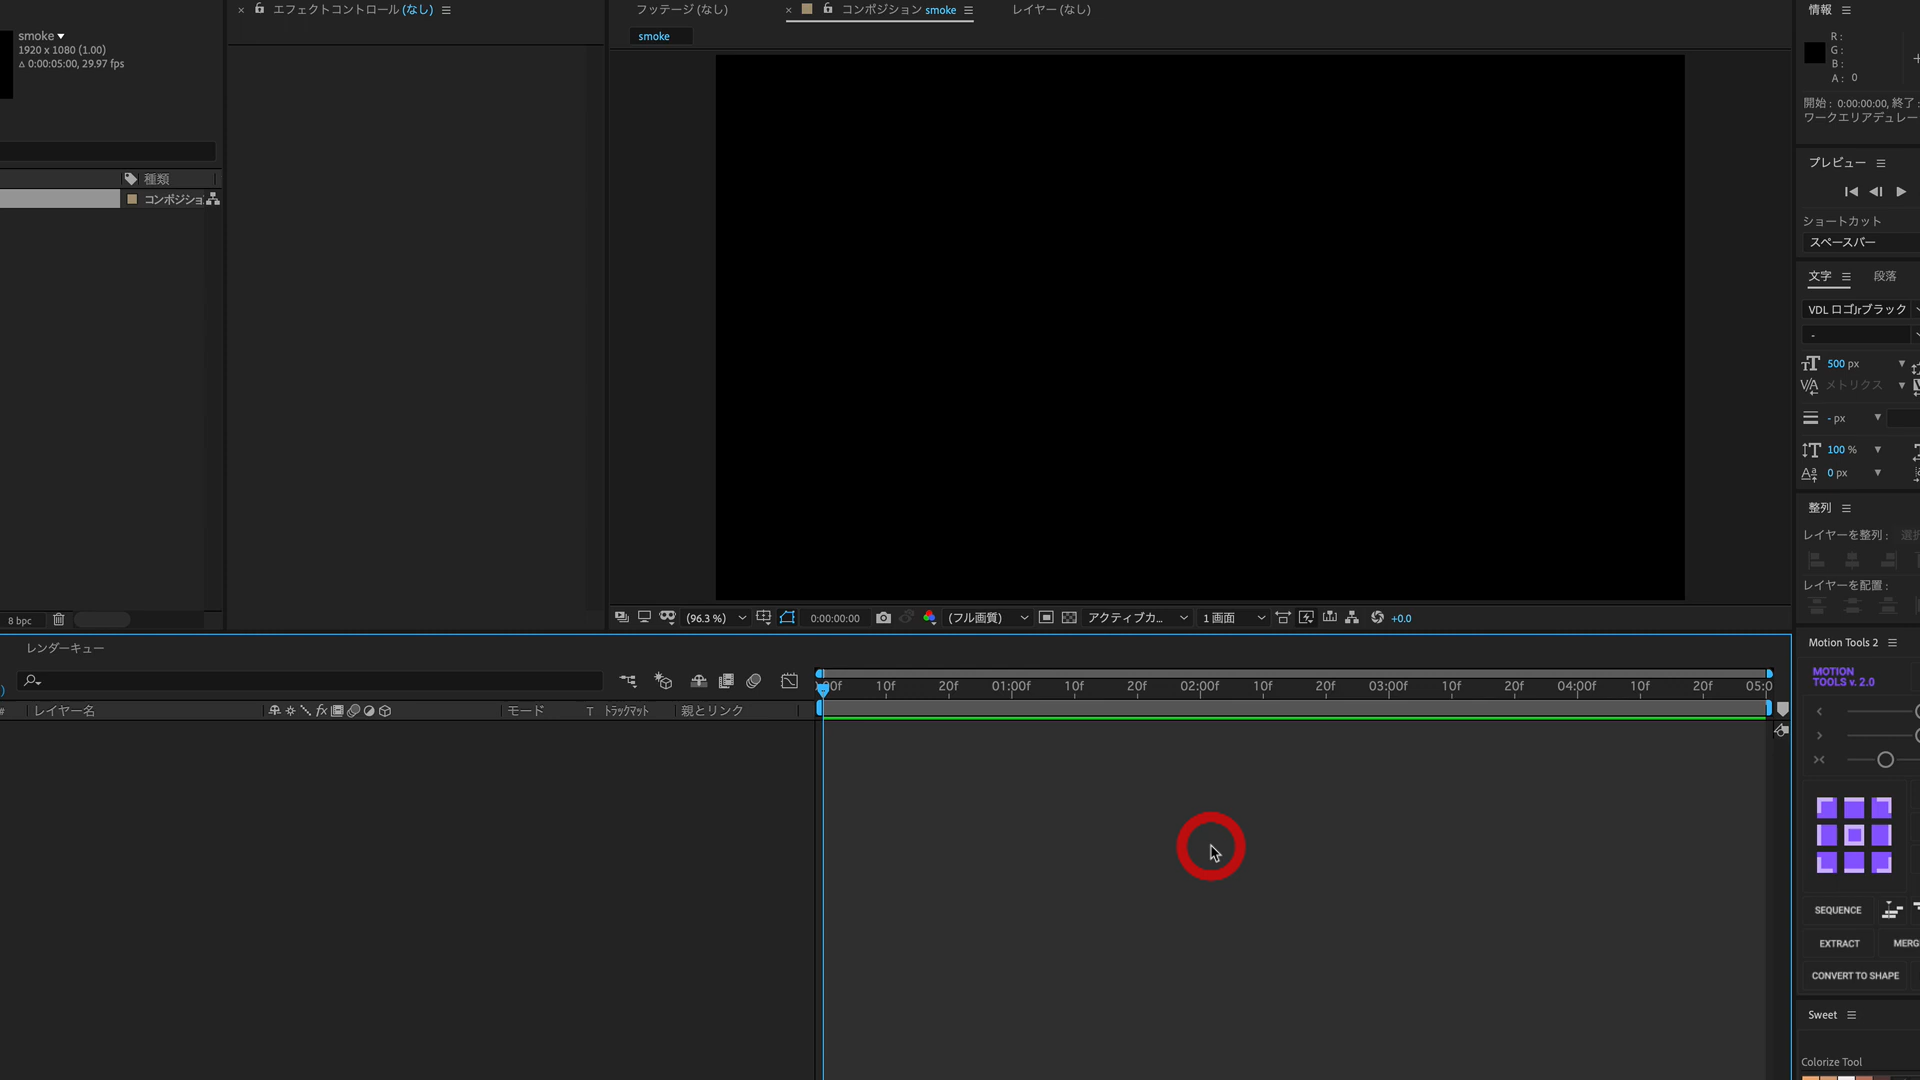 エフェクトコントロール (なし)
フッテージ (なし)
コンポジション smoke
レイヤー (なし)
情報
smoke
1920 x 1080 (1.00)
Δ 0:00:05:00, 29.97 fps
smoke
R :
G :
B :
A : 0
開始 : 0:00:00:00, 終了 :
ワークエリアデュレー
プレビュー
種類
コンポジショ
ショートカット
スペースバー
文字
段落
VDL ロゴJrブラック
-
500 px
メトリクス
- px
100 %
0 px
整列
レイヤーを整列 :
レイヤーを配置 :
8 bpc
(96.3 %)
0:00:00:00
(フル画質)
アクティブカ...
1 画面
+0.0
レンダーキュー
Motion Tools 2
MOTION
TOOLS v. 2.0
00f 10f 20f 01:00f 10f 20f 02:00f 10f 20f 03:00f 10f 20f 04:00f 10f 20f 05:0
# レイヤー名
fx
モード
T トラックマット
親とリンク
SEQUENCE
EXTRACT
MERG
CONVERT TO SHAPE
Sweet
Colorize Tool